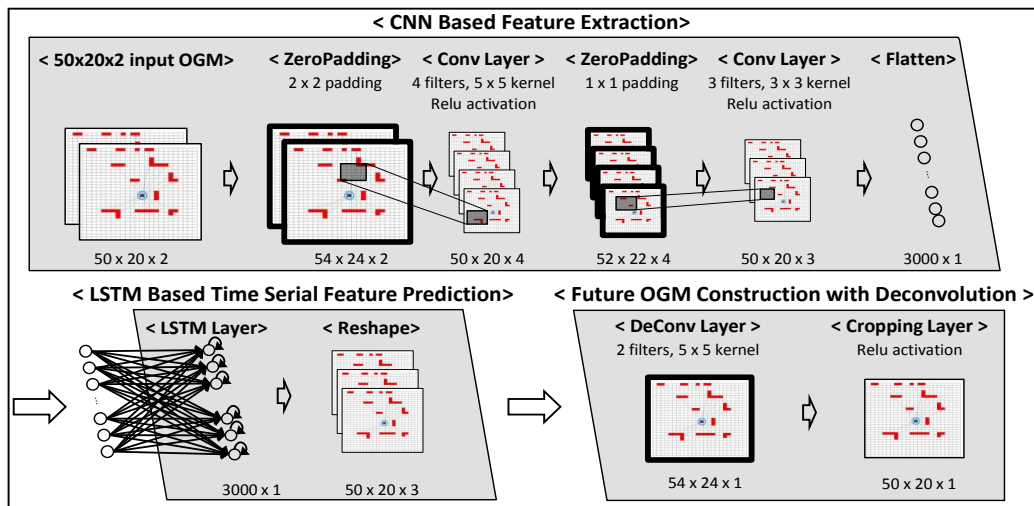 < CNN Based Feature Extraction>
< 50x20x2 input OGM>
< ZeroPadding>
2 x 2 padding
< Conv Layer >
4 filters, 5 x 5 kernel
Relu activation
< ZeroPadding>
1 x 1 padding
< Conv Layer >
3 filters, 3 x 3 kernel
Relu activation
< Flatten>
50 x 20 x 2
54 x 24 x 2
50 x 20 x 4
52 x 22 x 4
50 x 20 x 3
3000 x 1
< LSTM Based Time Serial Feature Prediction>
< LSTM Layer>
< Reshape>
3000 x 1
50 x 20 x 3
< Future OGM Construction with Deconvolution >
< DeConv Layer >
2 filters, 5 x 5 kernel
< Cropping Layer >
Relu activation
54 x 24 x 1
50 x 20 x 1